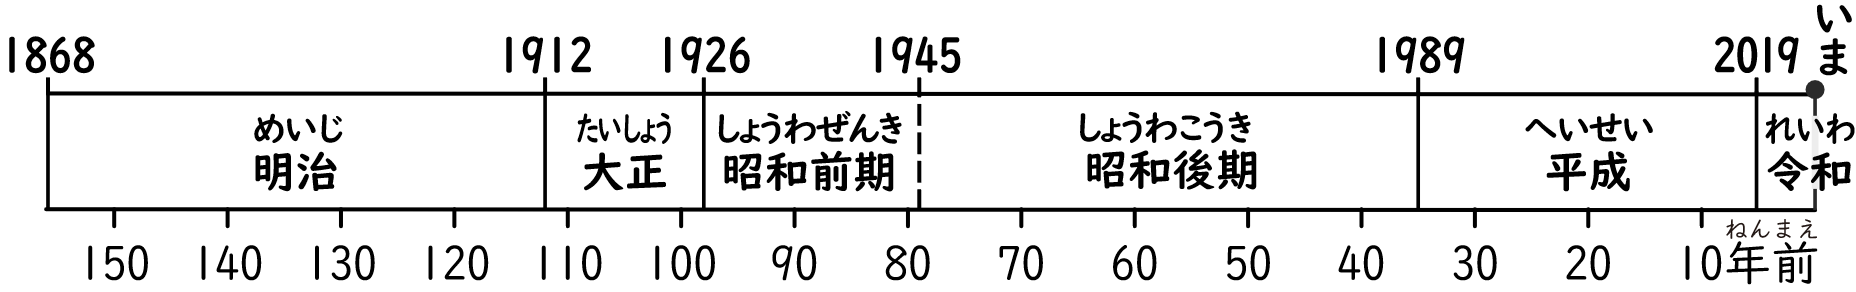 いま
1868 1912 1926 1945 1989 2019
めいじ たいしょう しょうわぜんき しょうわこうき へいせい れいわ
明治 大正 昭和前期 昭和後期 平成 令和
ねんまえ
150 140 130 120 110 100 90 80 70 60 50 40 30 20 10年前